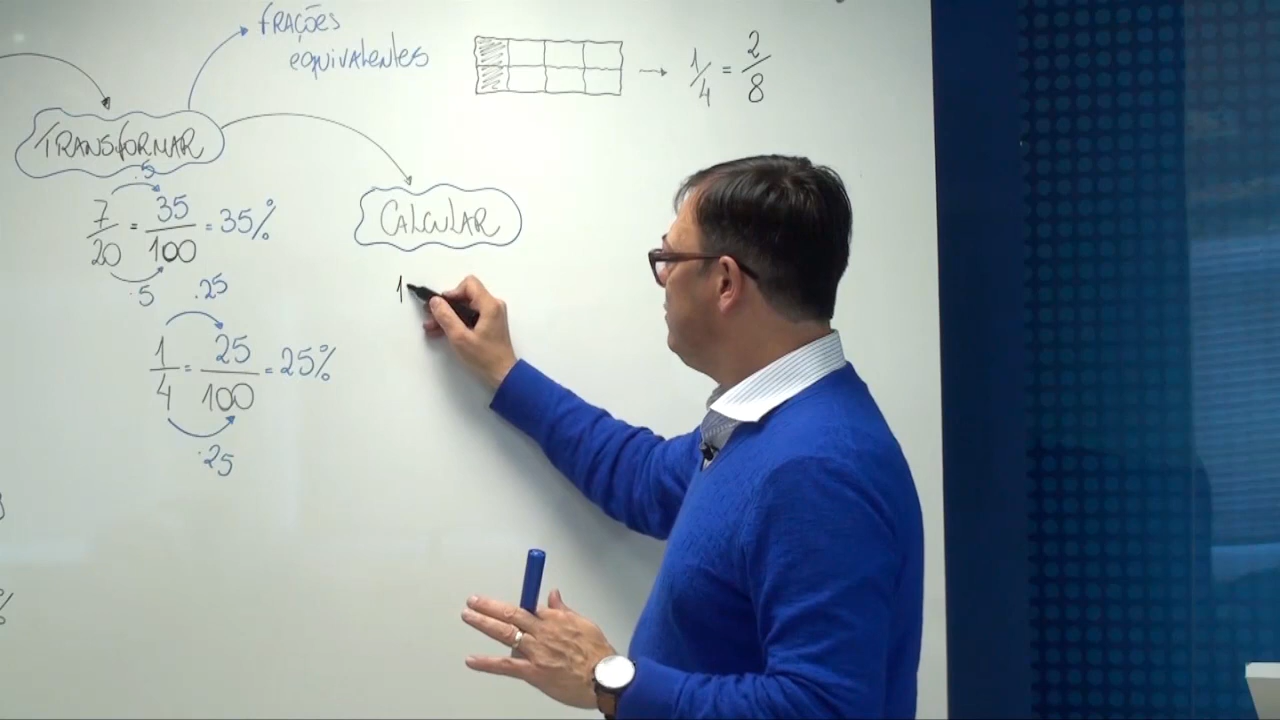 FRAÇÕES
EQUIVALENTES
1/4 = 2/8
TRANSFORMAR
.5
7/20 = 35/100 = 35%
.5
.25
1/4 = 25/100 = 25%
.25
CALCULAR
1
%